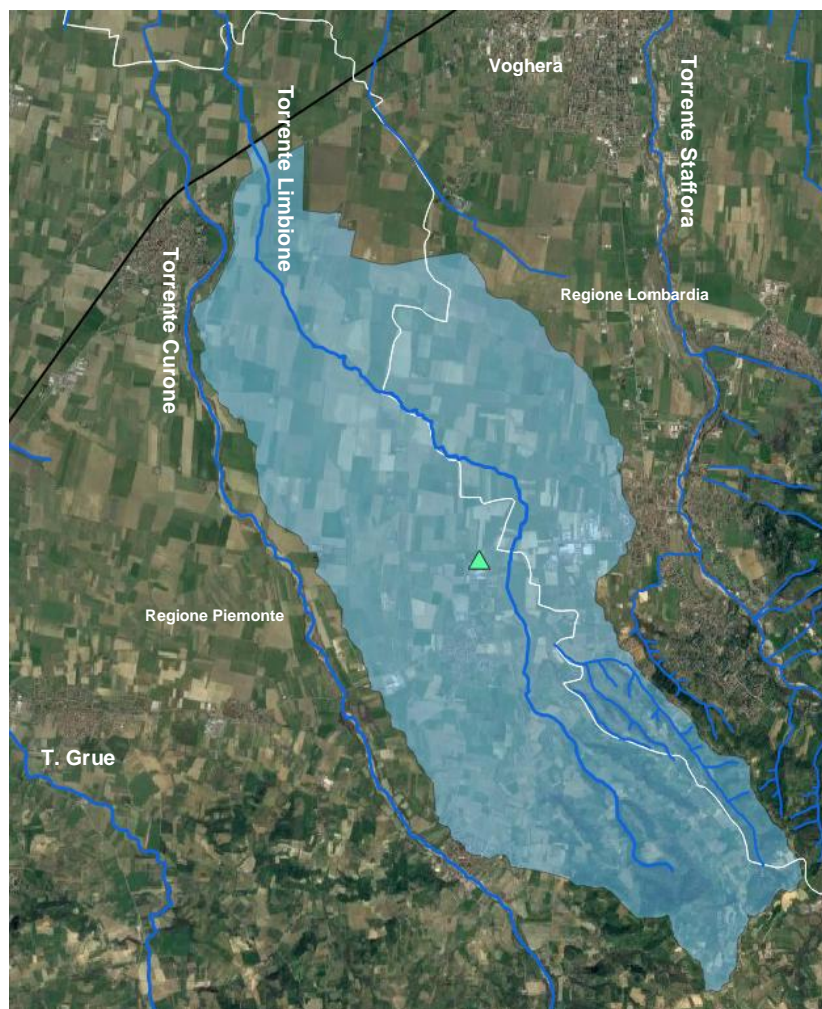 Voghera
Torrente Staffora
Torrente Limbione
Torrente Curone
Regione Lombardia
Regione Piemonte
T. Grue